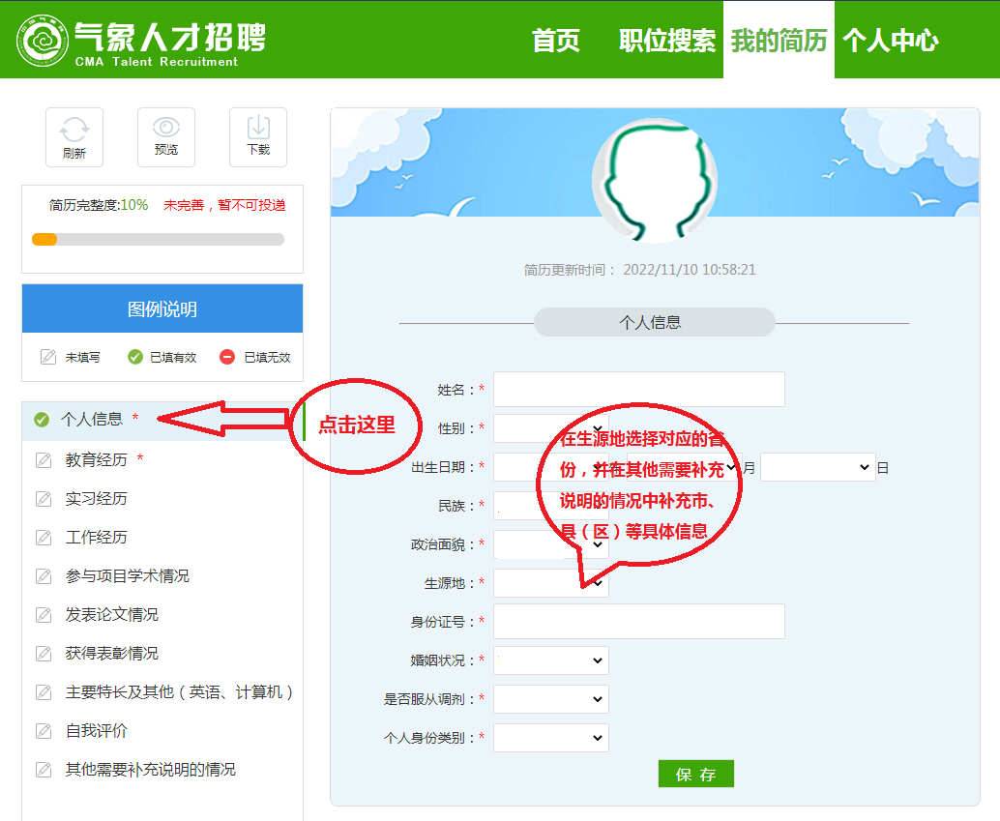 气象人才招聘
CMA Talent Recruitment
首页 职位搜索 我的简历 个人中心
刷新 预览 下载
简历完整度:10% 未完善，暂不可投递
图例说明
未填写 已填有效 已填无效
个人信息 *
教育经历 *
实习经历
工作经历
参与项目学术情况
发表论文情况
获得表彰情况
主要特长及其他（英语、计算机）
自我评价
其他需要补充说明的情况
点击这里
简历更新时间： 2022/11/10 10:58:21
个人信息
姓名：*
性别：*
出生日期：* 年 月 日
民族：*
政治面貌：*
生源地：*
身份证号：*
婚姻状况：*
是否服从调剂：*
个人身份类别：*
保 存
在生源地选择对应的省
份，并在其他需要补充
说明的情况中补充市、
县（区）等具体信息